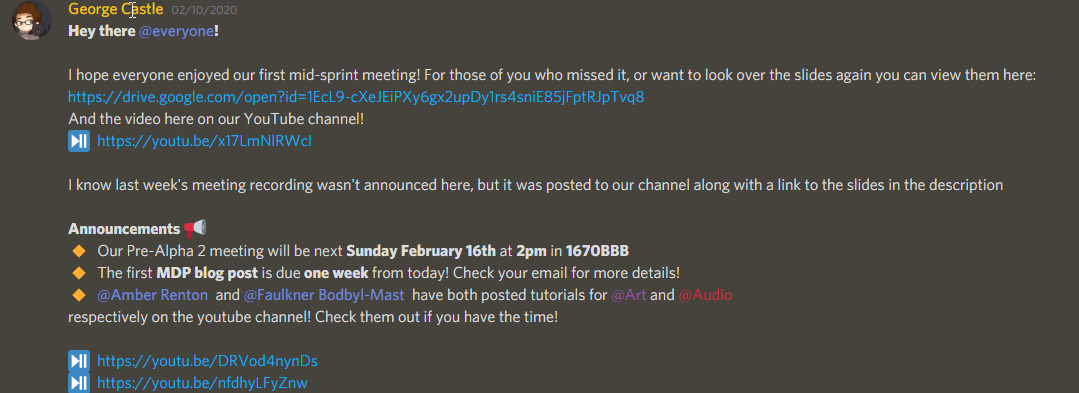 George Castle 02/10/2020
Hey there @everyone!
I hope everyone enjoyed our first mid-sprint meeting! For those of you who missed it, or want to look over the slides again you can view them here:
https://drive.google.com/open?id=1EcL9-cXeJEiPXy6gx2upDy1rs4sniE85jFptRJpTvq8
And the video here on our YouTube channel!
https://youtu.be/x17LmNlRWcI
I know last week's meeting recording wasn't announced here, but it was posted to our channel along with a link to the slides in the description
Announcements
Our Pre-Alpha 2 meeting will be next Sunday February 16th at 2pm in 1670BBB
The first MDP blog post is due one week from today! Check your email for more details!
@Amber Renton and @Faulkner Bodbyl-Mast have both posted tutorials for @Art and @Audio
respectively on the youtube channel! Check them out if you have the time!
https://youtu.be/DRVod4nynDs
https://youtu.be/nfdhyLFyZnw